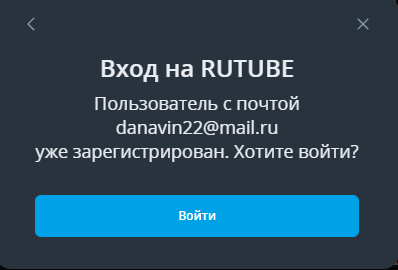 Вход на RUTUBE
Пользователь с почтой
danavin22@mail.ru
уже зарегистрирован. Хотите войти?
Войти